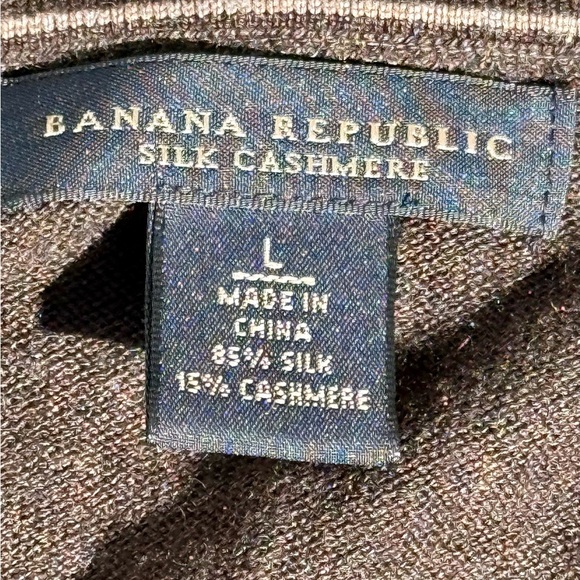 BANANA REPUBLIC
SILK CASHMERE
L
MADE IN
CHINA
85% SILK
15% CASHMERE